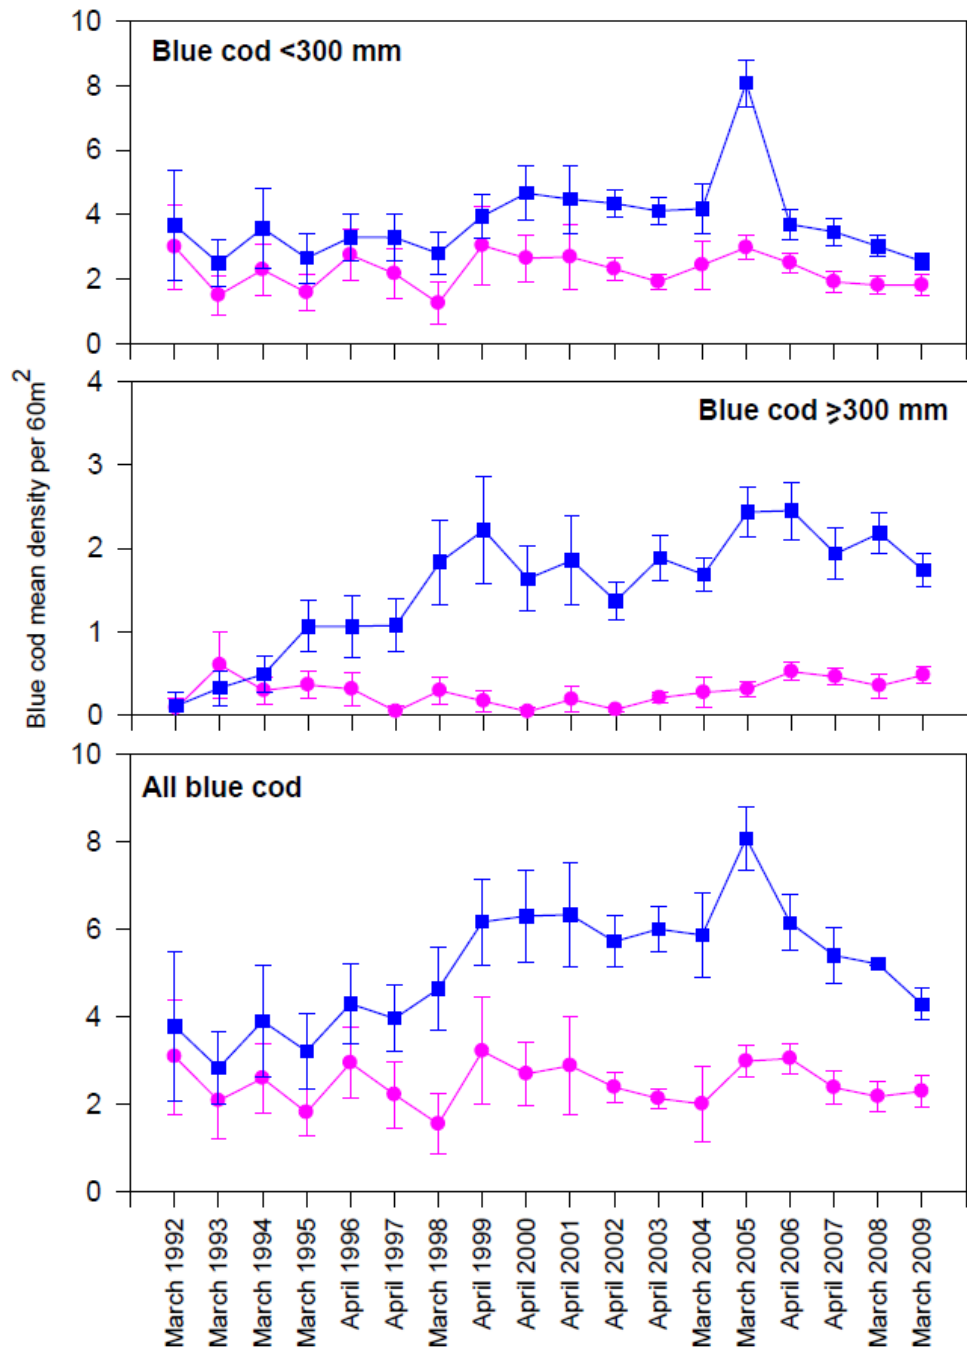 10
Blue cod <300 mm
8
6
4
2
0
Blue cod mean density per 60m²
4
Blue cod ≥300 mm
3
2
1
0
10
All blue cod
8
6
4
2
0
March 1992
March 1993
March 1994
March 1995
April 1996
April 1997
March 1998
April 1999
April 2000
April 2001
April 2002
April 2003
March 2004
March 2005
April 2006
April 2007
March 2008
March 2009